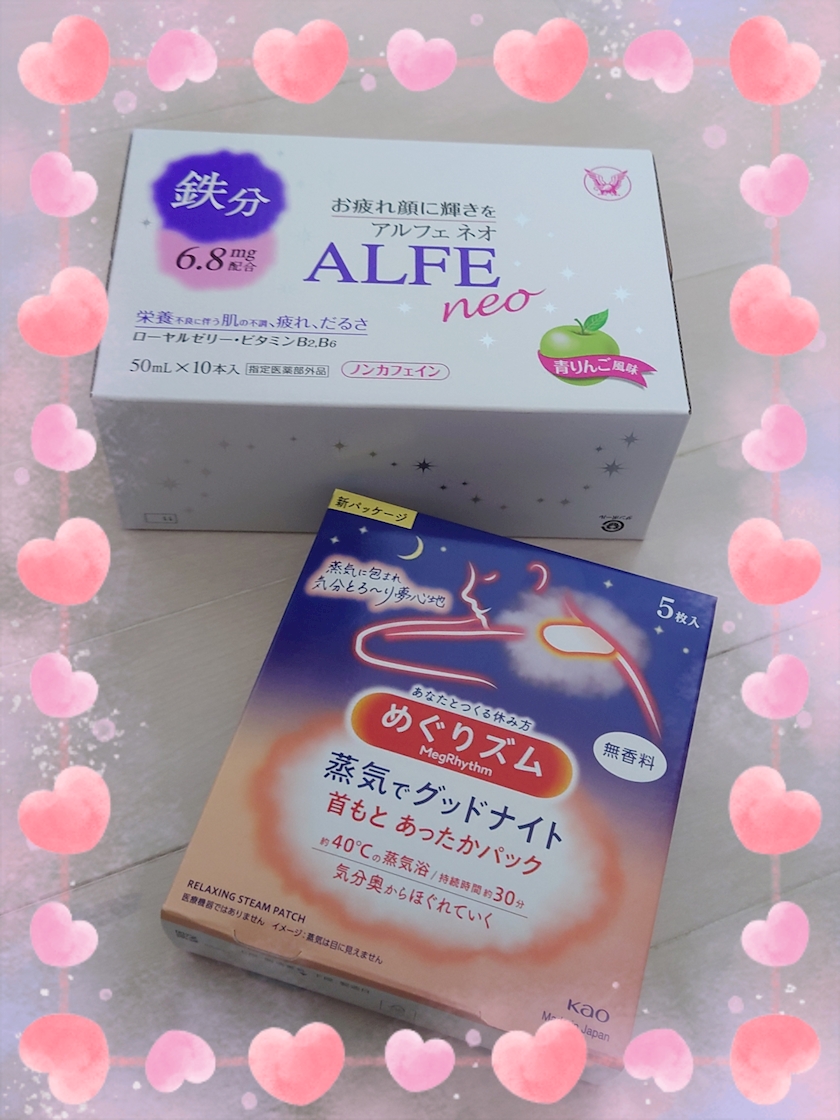 鉄分
6.8mg配合
お疲れ顔に輝きを
アルフェ ネオ
ALFE
neo
栄養不良に伴う肌の不調、疲れ、だるさ
ローヤルゼリー・ビタミンB2,B6
50mL×10本入 指定医薬部外品 ノンカフェイン
青りんご風味
新パッケージ
蒸気に包まれ
気分とろ〜り夢心地
5枚入
あなたとつくる休み方
めぐりズム
MegRhythm
無香料
蒸気でグッドナイト
首もと あったかパック
約40℃の蒸気浴/持続時間約30分
気分奥からほぐれていく
RELAXING STEAM PATCH
医療機器ではありません イメージ:蒸気は目に見えません
Kao
Japan